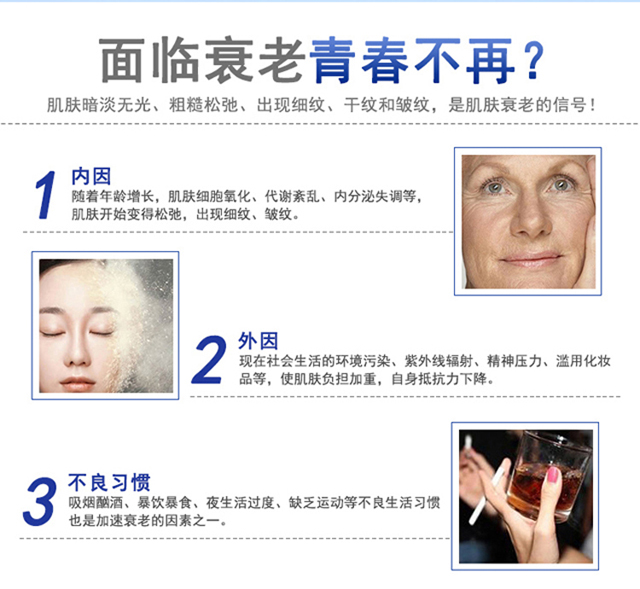 面临衰老青春不再?
肌肤暗淡无光、粗糙松弛、出现细纹、干纹和皱纹，是肌肤衰老的信号！
1 内因
随着年龄增长，肌肤细胞氧化、代谢紊乱、内分泌失调等，
肌肤开始变得松弛，出现细纹、皱纹。
2 外因
现在社会生活的环境污染、紫外线辐射、精神压力、滥用化妆
品等，使肌肤负担加重，自身抵抗力下降。
3 不良习惯
吸烟酗酒、暴饮暴食、夜生活过度、缺乏运动等不良生活习惯
也是加速衰老的因素之一。